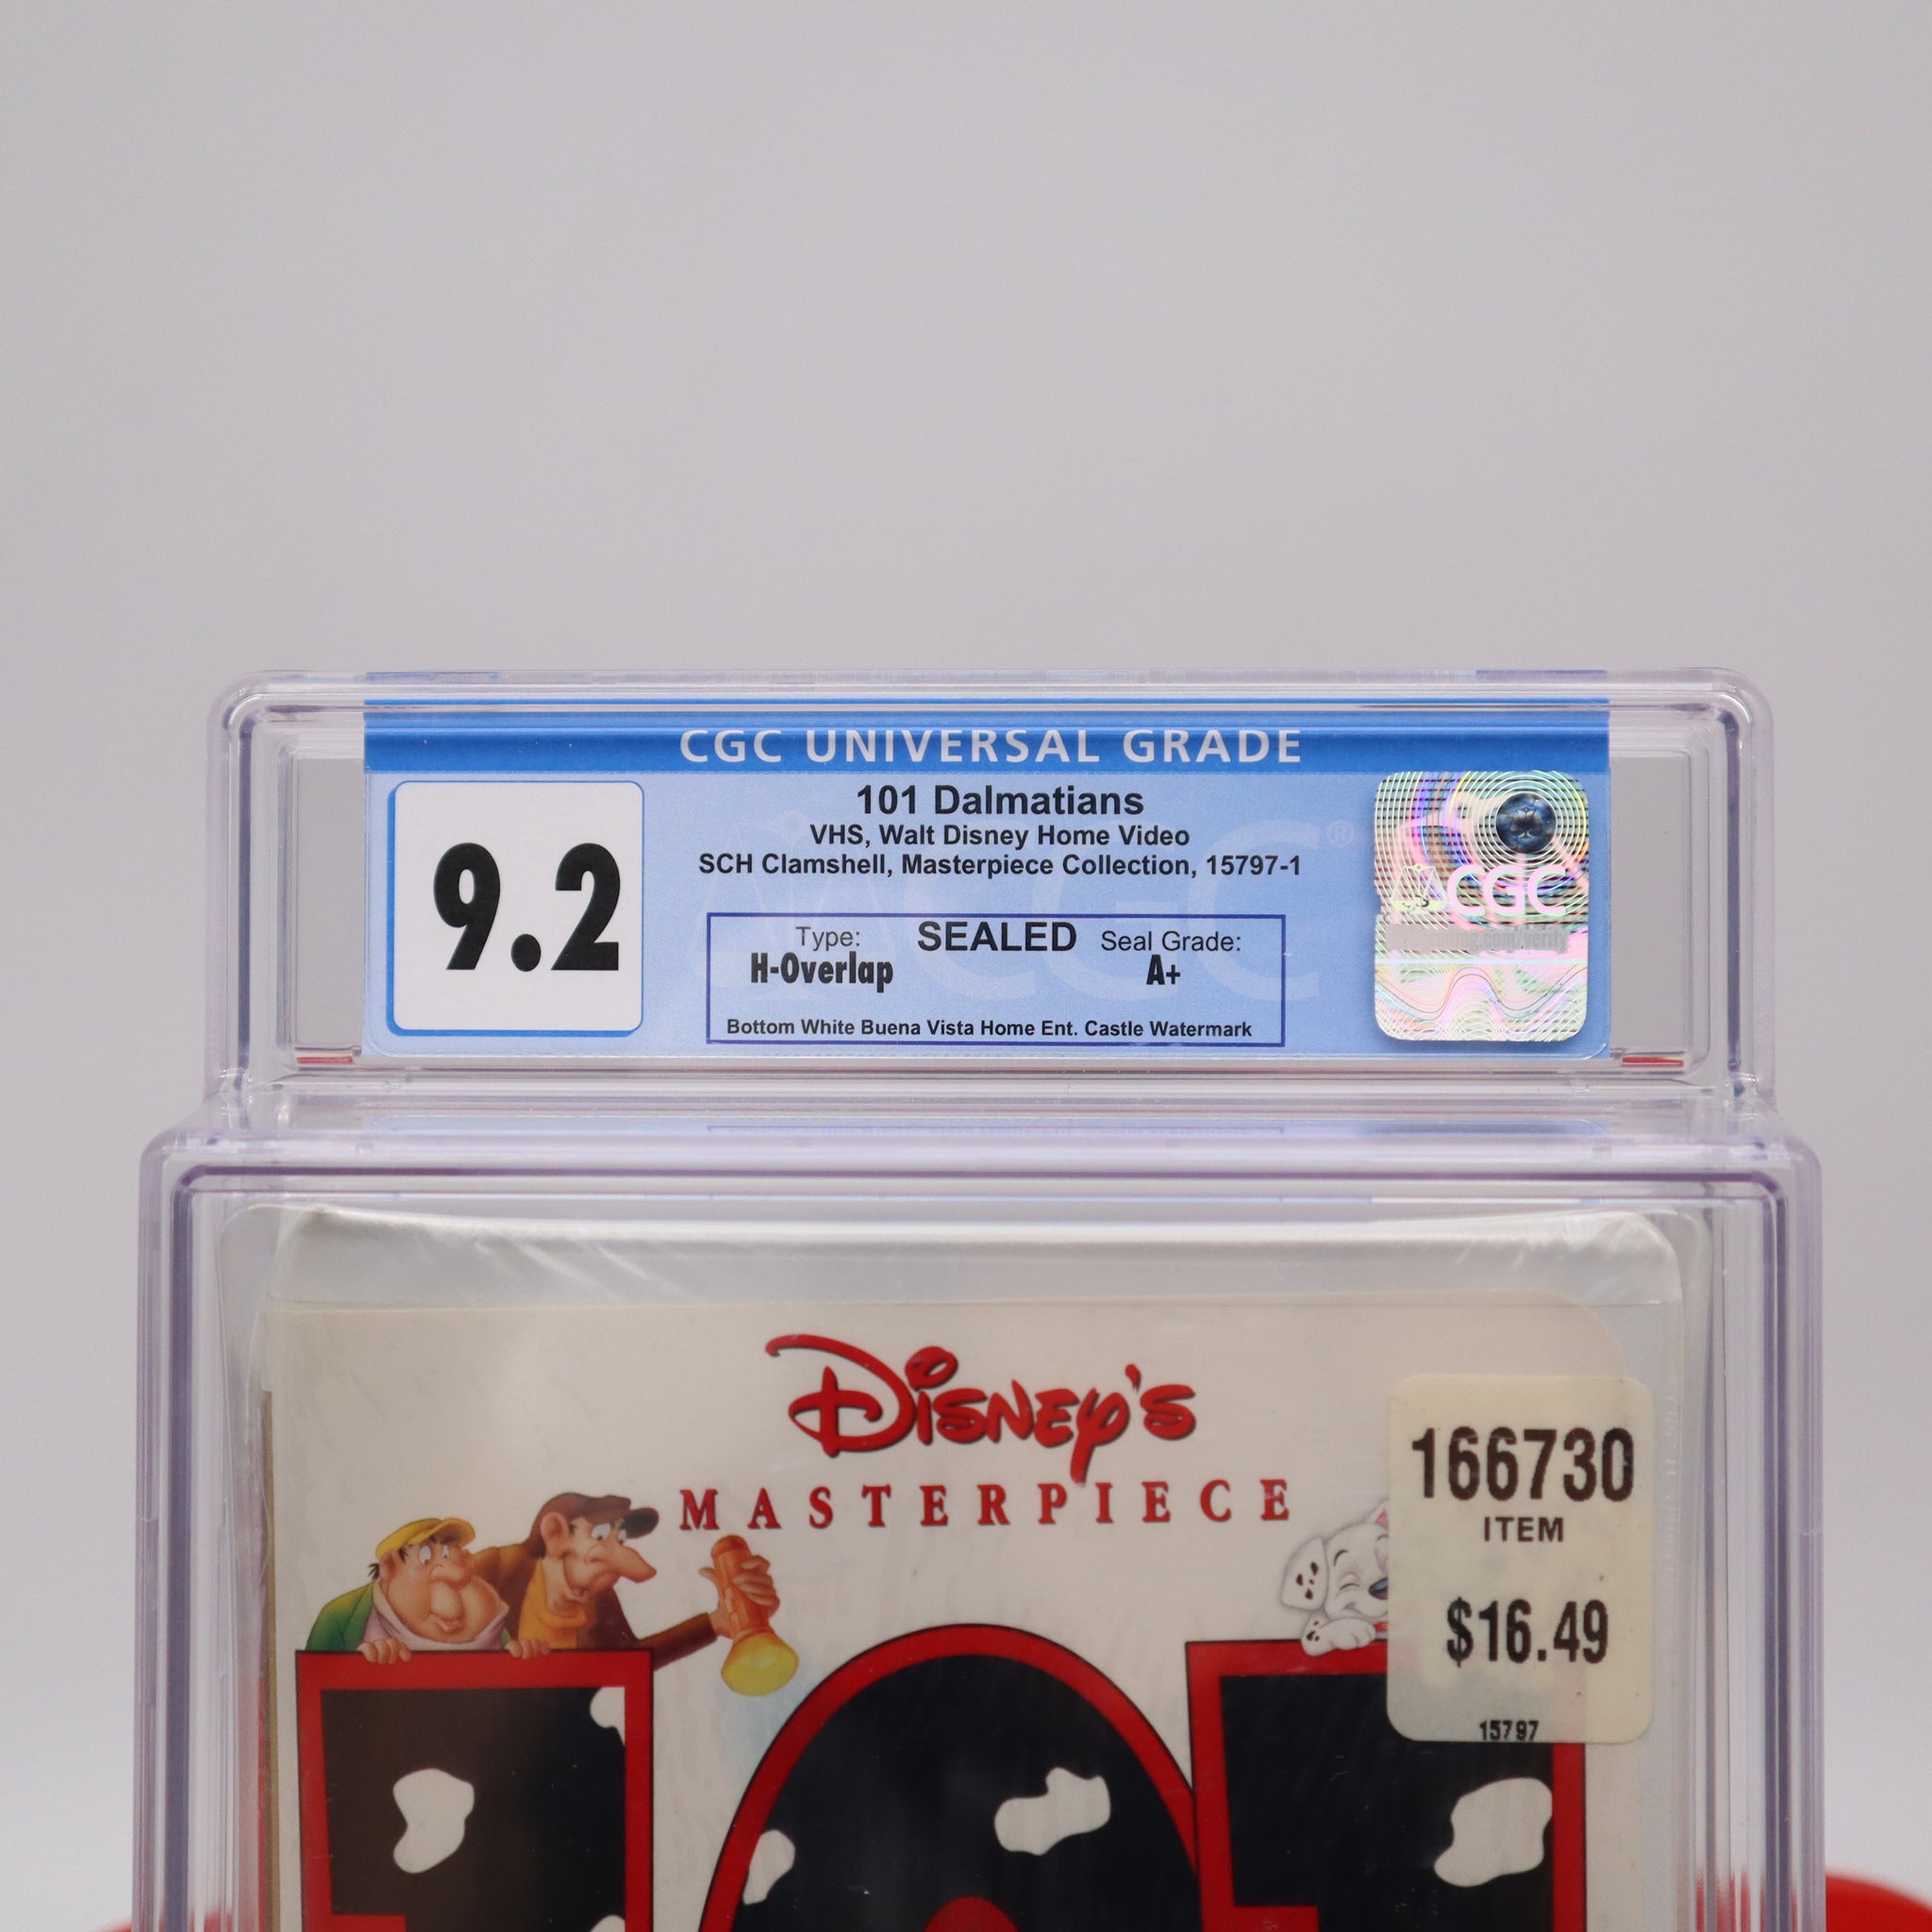 CGC UNIVERSAL GRADE
9.2
101 Dalmatians
VHS, Walt Disney Home Video
SCH Clamshell, Masterpiece Collection, 15797-1
Type: SEALED Seal Grade:
H-Overlap A+
Bottom White Buena Vista Home Ent. Castle Watermark
CGC
Disney's
MASTERPIECE
166730
ITEM
$16.49
15797
101